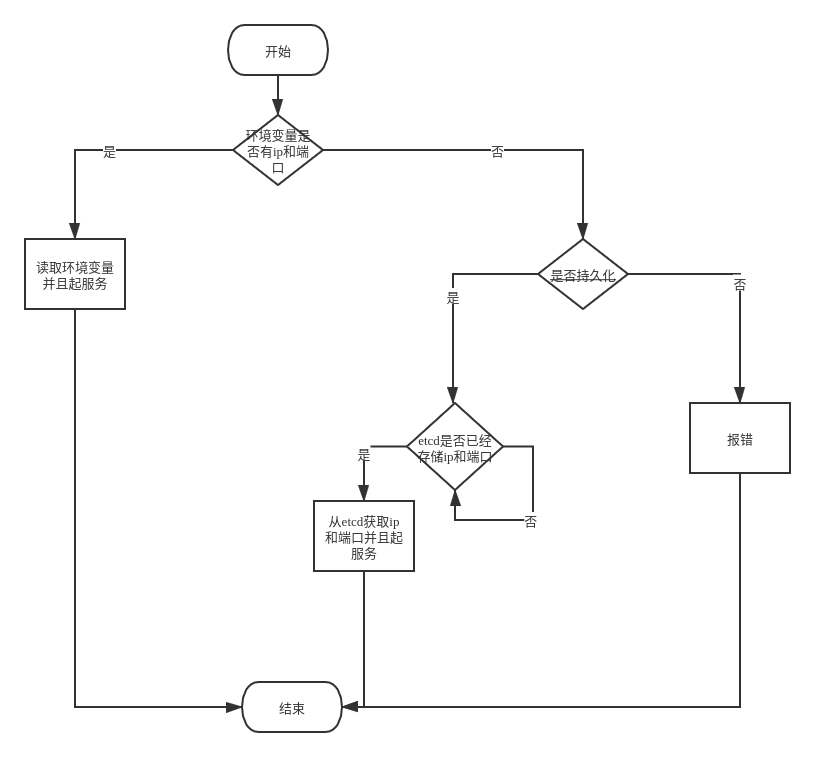 开始
环境变量是
否有ip和端
口
是
否
读取环境变量
并且起服务
是否持久化
是
否
etcd是否已经
存储ip和端口
报错
是
否
从etcd获取ip
和端口并且起
服务
结束